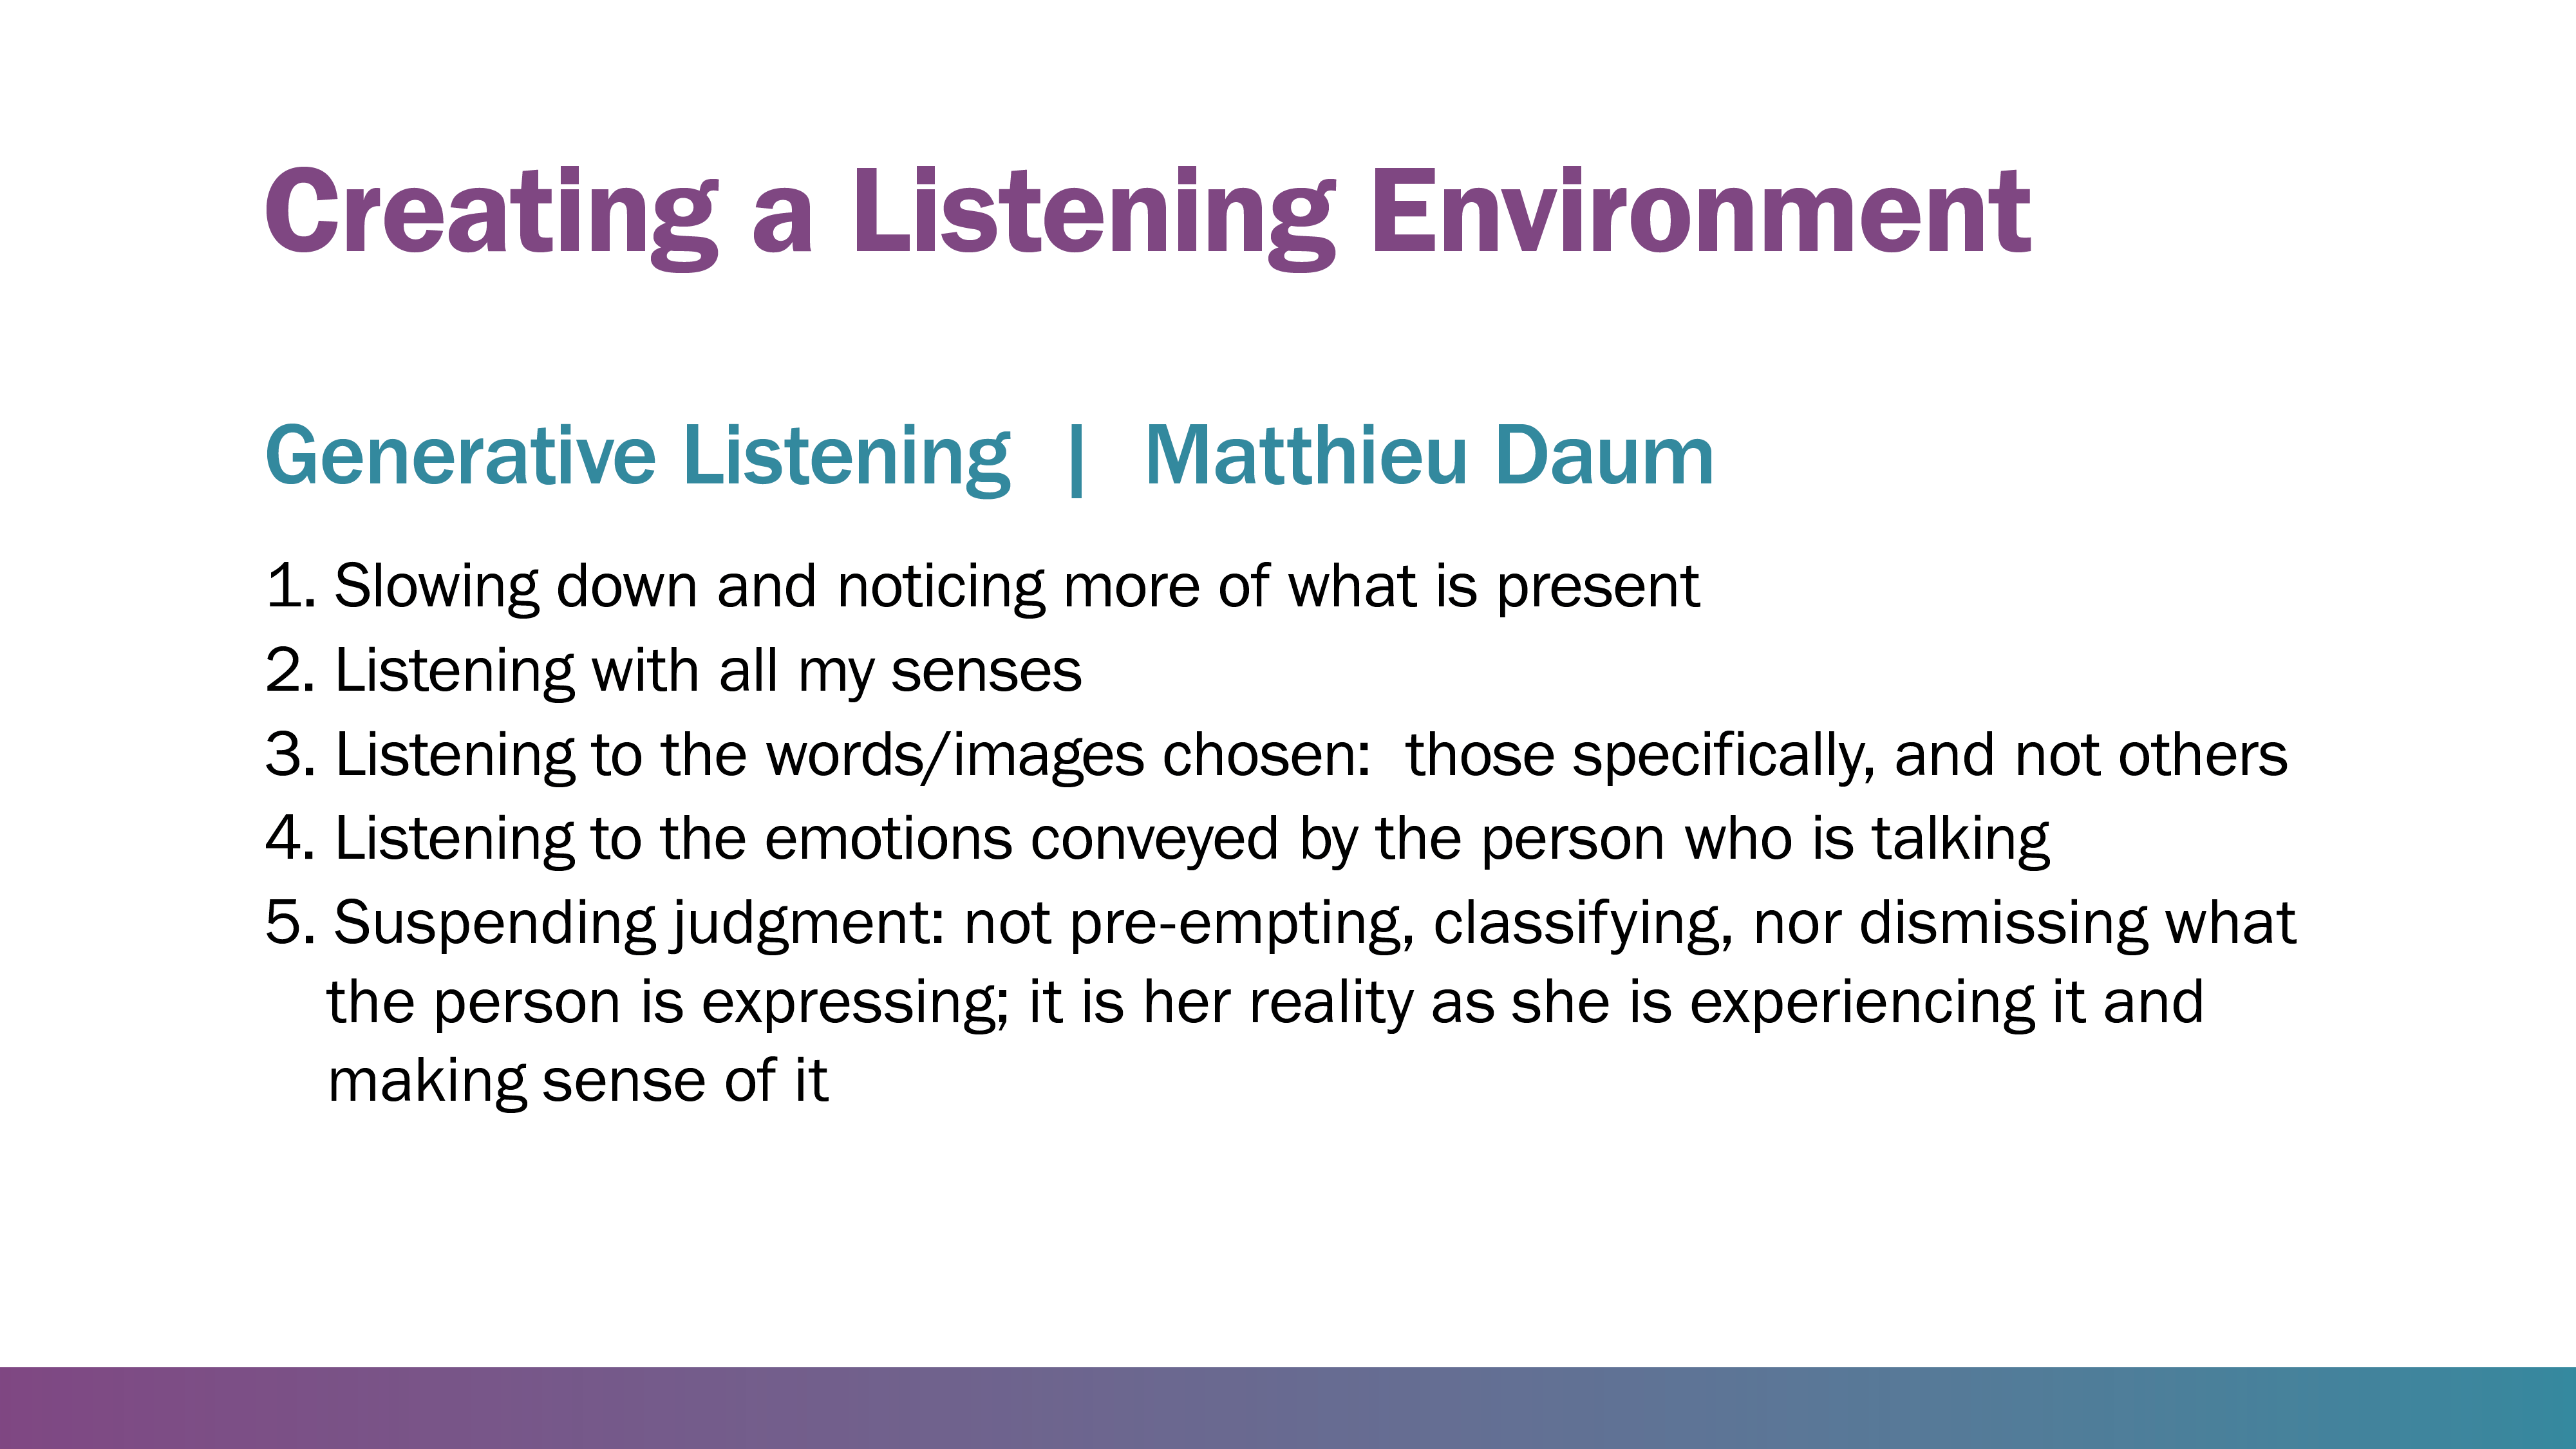 Creating a Listening Environment
Generative Listening | Matthieu Daum
1. Slowing down and noticing more of what is present
2. Listening with all my senses
3. Listening to the words/images chosen:  those specifically, and not others
4. Listening to the emotions conveyed by the person who is talking
5. Suspending judgment: not pre-empting, classifying, nor dismissing what
the person is expressing; it is her reality as she is experiencing it and
making sense of it